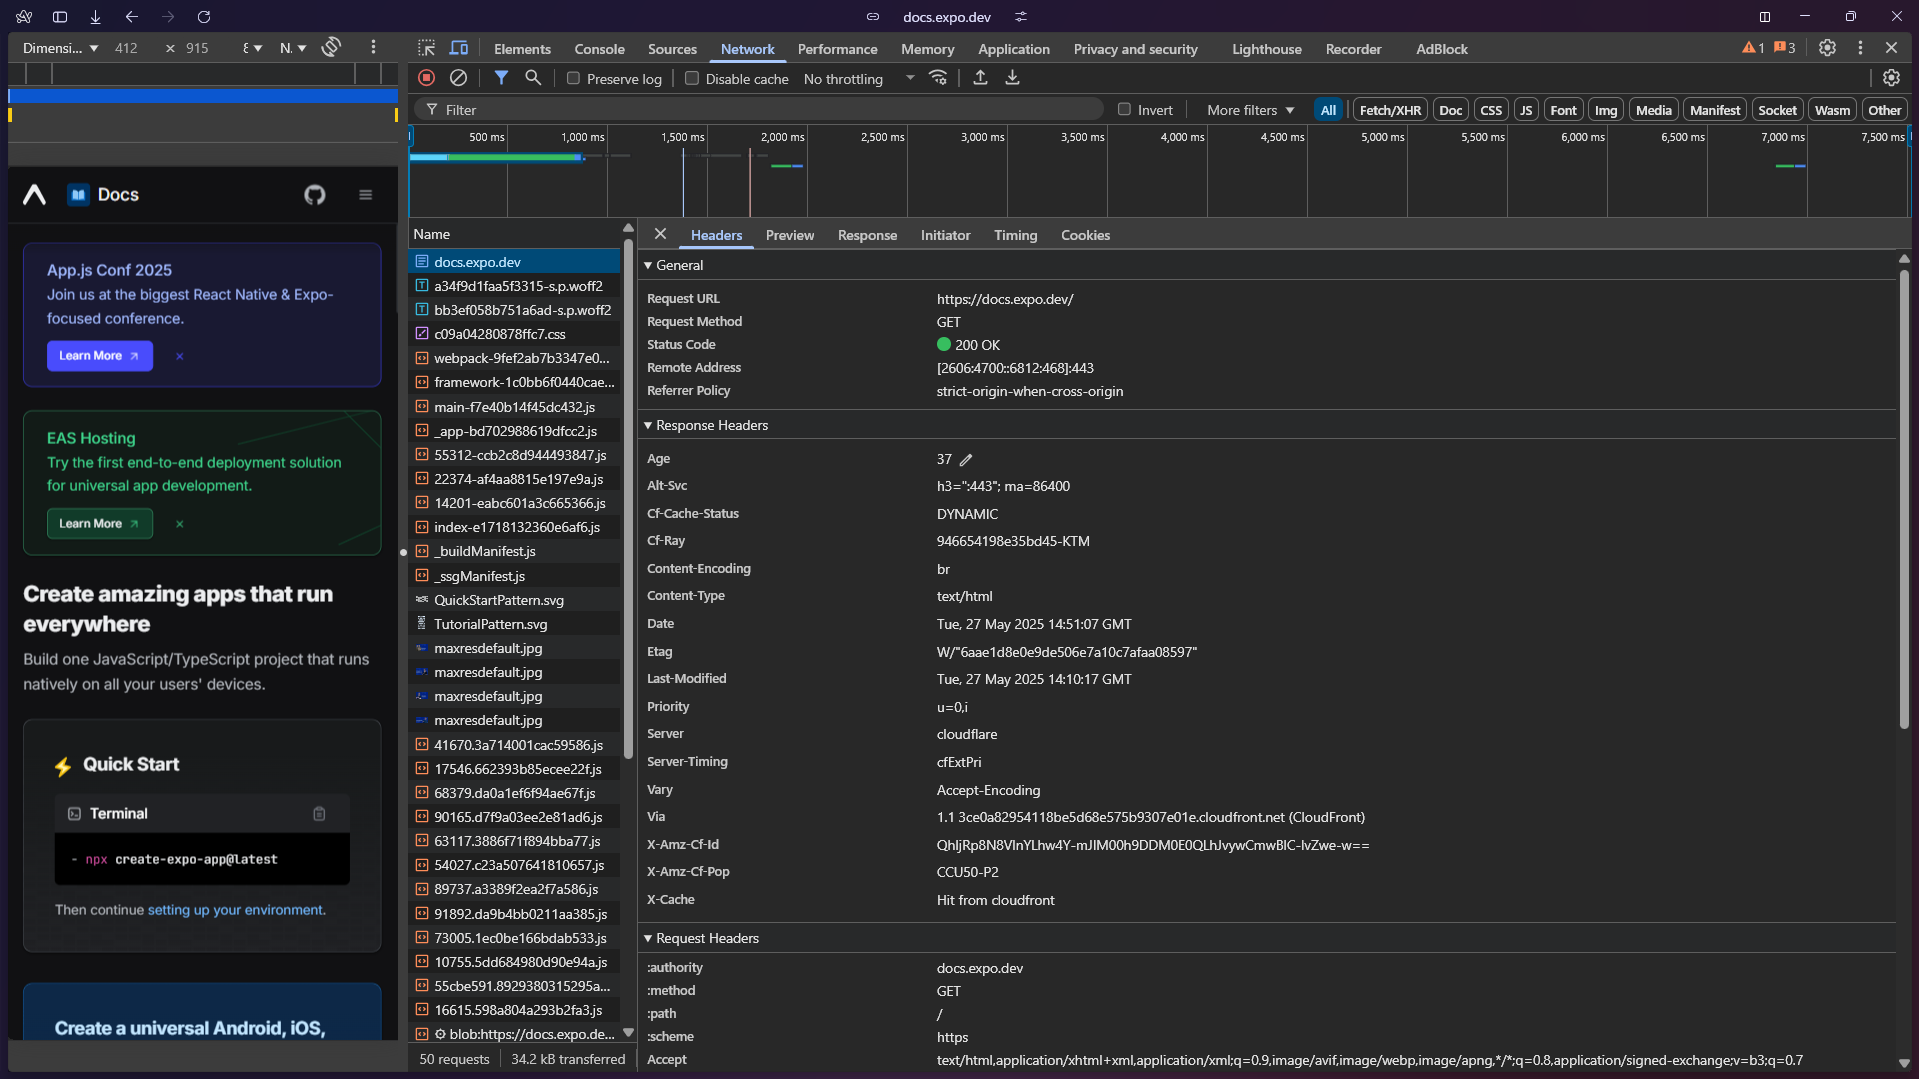 docs.expo.dev
Dimensi... 412 × 915 8 N.
Elements Console Sources Network Performance Memory Application Privacy and security Lighthouse Recorder AdBlock 1 3
Preserve log Disable cache No throttling
Filter Invert More filters All Fetch/XHR Doc CSS JS Font Img Media Manifest Socket Wasm Other
500 ms 1,000 ms 1,500 ms 2,000 ms 2,500 ms 3,000 ms 3,500 ms 4,000 ms 4,500 ms 5,000 ms 5,500 ms 6,000 ms 6,500 ms 7,000 ms 7,500 ms
Docs
App.js Conf 2025
Join us at the biggest React Native & Expo-
focused conference.
Learn More
EAS Hosting
Try the first end-to-end deployment solution
for universal app development.
Learn More
Create amazing apps that run
everywhere
Build one JavaScript/TypeScript project that runs
natively on all your users' devices.
Quick Start
Terminal
- npx create-expo-app@latest
Then continue setting up your environment.
Create a universal Android, iOS,
Name
docs.expo.dev
a34f9d1faa5f3315-s.p.woff2
bb3ef058b751a6ad-s.p.woff2
c09a04280878ffc7.css
webpack-9fef2ab7b3347e0...
framework-1c0bb6f0440cae...
main-f7e40b14f45dc432.js
_app-bd702988619dfcc2.js
55312-ccb2c8d944493847.js
22374-af4aa8815e197e9a.js
14201-eabc601a3c665366.js
index-e1718132360e6af6.js
_buildManifest.js
_ssgManifest.js
QuickStartPattern.svg
TutorialPattern.svg
maxresdefault.jpg
maxresdefault.jpg
maxresdefault.jpg
maxresdefault.jpg
41670.3a714001cac59586.js
17546.662393b85ecee22f.js
68379.da0a1ef6f94ae67f.js
90165.d7f9a03ee2e81ad6.js
63117.3886f71f894bba77.js
54027.c23a507641810657.js
89737.a3389f2ea2f7a586.js
91892.da9b4bb0211aa385.js
73005.1ec0be166bdab533.js
10755.5dd684980d90e94a.js
55cbe591.8929380315295a...
16615.598a804a293b2fa3.js
blob:https://docs.expo.de...
50 requests 34.2 kB transferred
Headers Preview Response Initiator Timing Cookies
General
Request URL https://docs.expo.dev/
Request Method GET
Status Code 200 OK
Remote Address [2606:4700::6812:468]:443
Referrer Policy strict-origin-when-cross-origin
Response Headers
Age 37
Alt-Svc h3=":443"; ma=86400
Cf-Cache-Status DYNAMIC
Cf-Ray 946654198e35bd45-KTM
Content-Encoding br
Content-Type text/html
Date Tue, 27 May 2025 14:51:07 GMT
Etag W/"6aae1d8e0e9de506e7a10c7afaa08597"
Last-Modified Tue, 27 May 2025 14:10:17 GMT
Priority u=0,i
Server cloudflare
Server-Timing cfExtPri
Vary Accept-Encoding
Via 1.1 3ce0a82954118be5d68e575b9307e01e.cloudfront.net (CloudFront)
X-Amz-Cf-Id
X-Amz-Cf-Pop CCU50-P2
X-Cache Hit from cloudfront
Request Headers
:authority docs.expo.dev
:method GET
:path /
:scheme https
Accept text/html,application/xhtml+xml,application/xml;q=0.9,image/avif,image/webp,image/apng,*/*;q=0.8,application/signed-exchange;v=b3;q=0.7